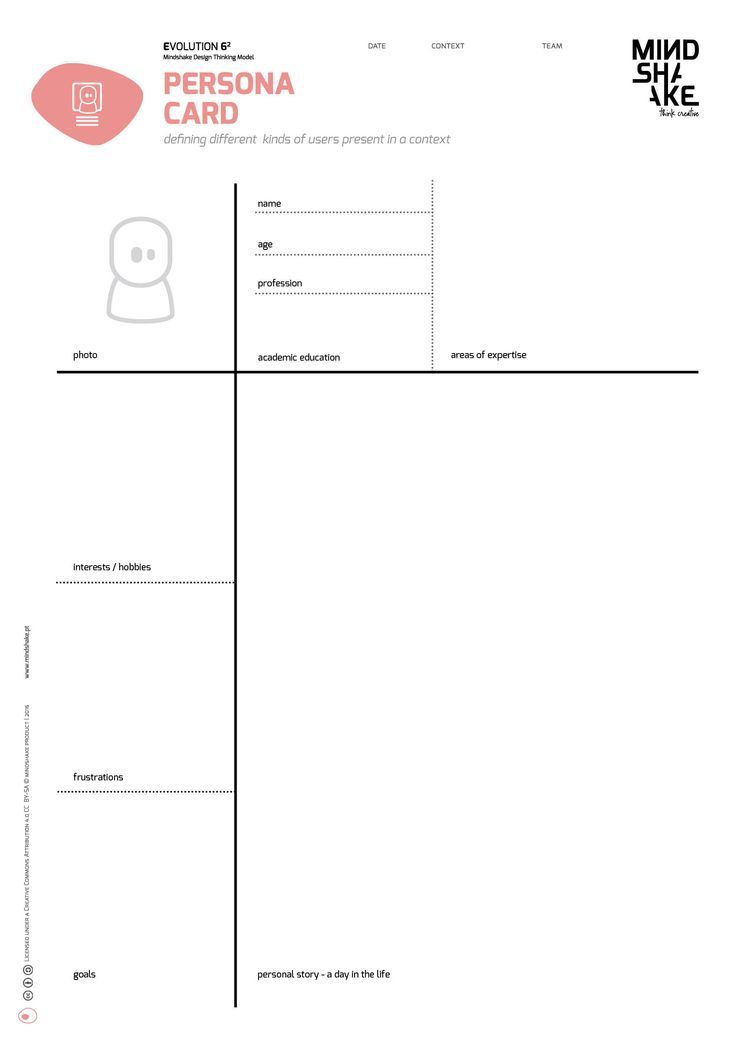 EVOLUTION 6²
Mindshake Design Thinking Model
DATE
CONTEXT
TEAM
MIND
SHA
AKE
think creative
PERSONA
CARD
defining different kinds of users present in a context
name
age
profession
photo
academic education
areas of expertise
interests / hobbies
frustrations
goals
personal story - a day in the life
www.mindshake.pt
Licensed under a Creative Commons Attribution 4.0 CC BY-SA © MINDSHAKE PRODUCT | 2016